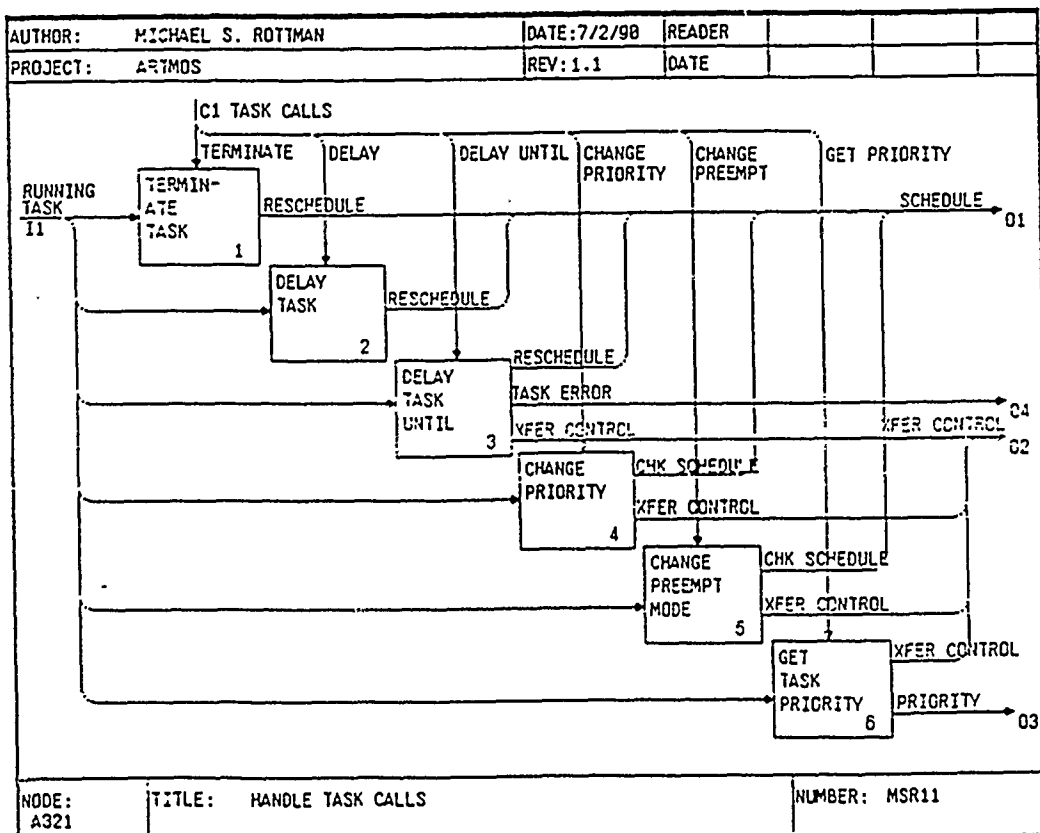 AUTHOR: MICHAEL S. ROTTMAN DATE:7/2/90 READER
PROJECT: ARTMOS REV:1.1 DATE
C1 TASK CALLS
TERMINATE DELAY DELAY UNTIL CHANGE PRIORITY CHANGE PREEMPT GET PRIORITY
RUNNING TASK
I1
TERMIN-
ATE
TASK
1
RESCHEDULE
SCHEDULE
O1
DELAY
TASK
2
RESCHEDULE
DELAY
TASK
UNTIL
3
RESCHEDULE
TASK ERROR
O4
XFER CONTROL
XFER CONTROL
O2
CHANGE
PRIORITY
4
CHK SCHEDULE
XFER CONTROL
CHANGE
PREEMPT
MODE
5
CHK SCHEDULE
XFER CONTROL
GET
TASK
PRIORITY
6
XFER CONTROL
PRIORITY
O3
NODE: TITLE: HANDLE TASK CALLS NUMBER: MSR11
A321